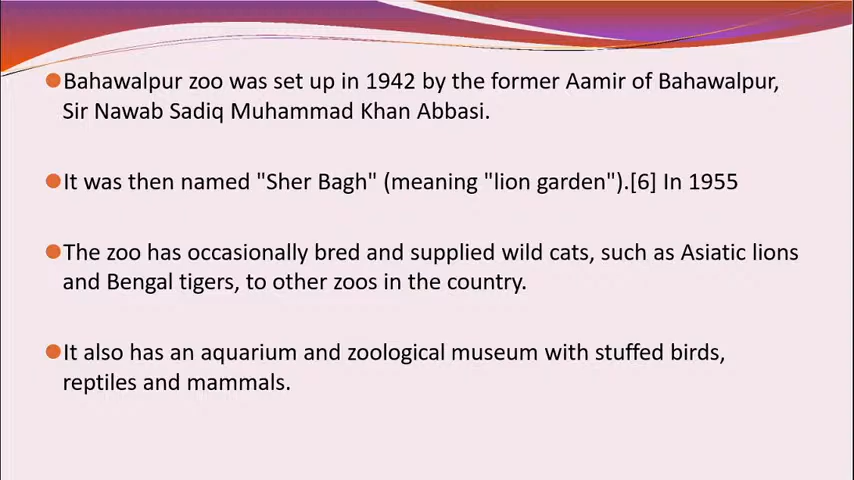 Bahawalpur zoo was set up in 1942 by the former Aamir of Bahawalpur,
Sir Nawab Sadiq Muhammad Khan Abbasi.
It was then named "Sher Bagh" (meaning "lion garden").[6] In 1955
The zoo has occasionally bred and supplied wild cats, such as Asiatic lions
and Bengal tigers, to other zoos in the country.
It also has an aquarium and zoological museum with stuffed birds,
reptiles and mammals.